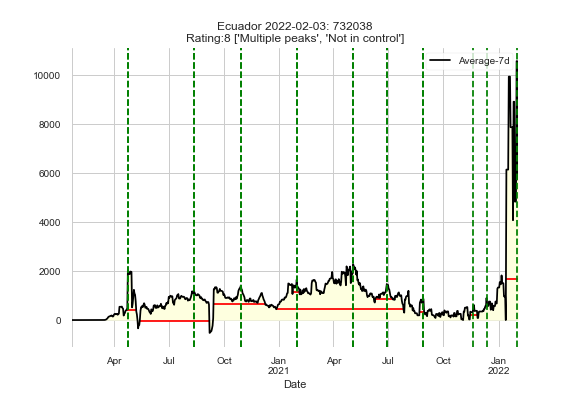 Ecuador 2022-02-03: 732038
Rating:8 ['Multiple peaks', 'Not in control']
Average-7d
10000
8000
6000
4000
2000
0
Apr Jul Oct Jan Apr Jul Oct Jan
2021 2022
Date